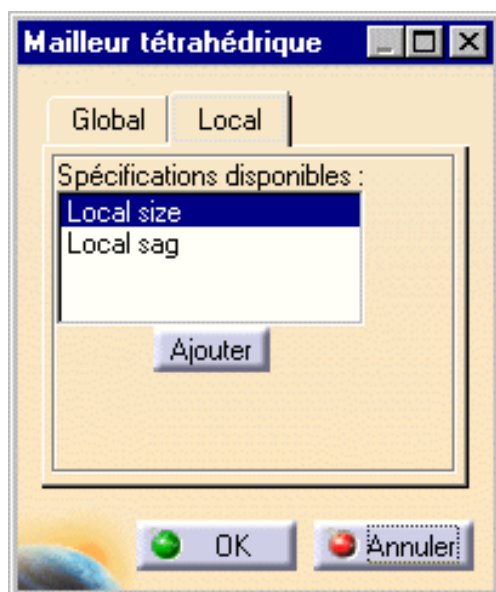 Mailleur tétrahédrique
Global Local
Spécifications disponibles :
Local size
Local sag
Ajouter
OK Annuler